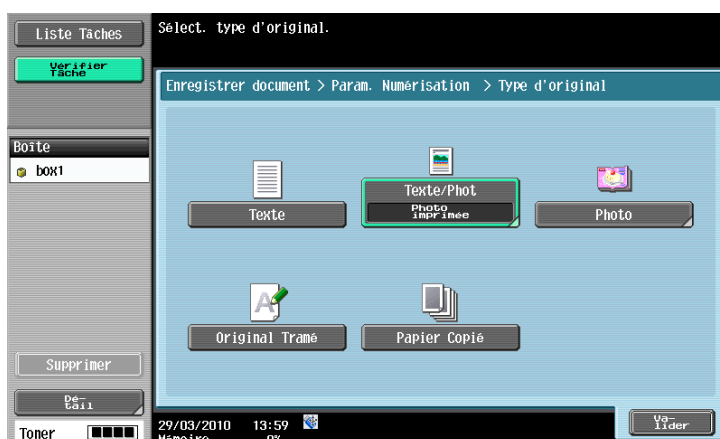 Liste Tâches
Sélect. type d'original.
Vérifier
Tâche
Enregistrer document > Param. Numérisation > Type d'original
Boîte
box1
Texte/Phot
Photo
imprimée
Texte
Photo
Original Tramé
Papier Copié
Supprimer
Dé-
tail
Va-
lider
29/03/2010 13:59
Toner
Mémoire 0%